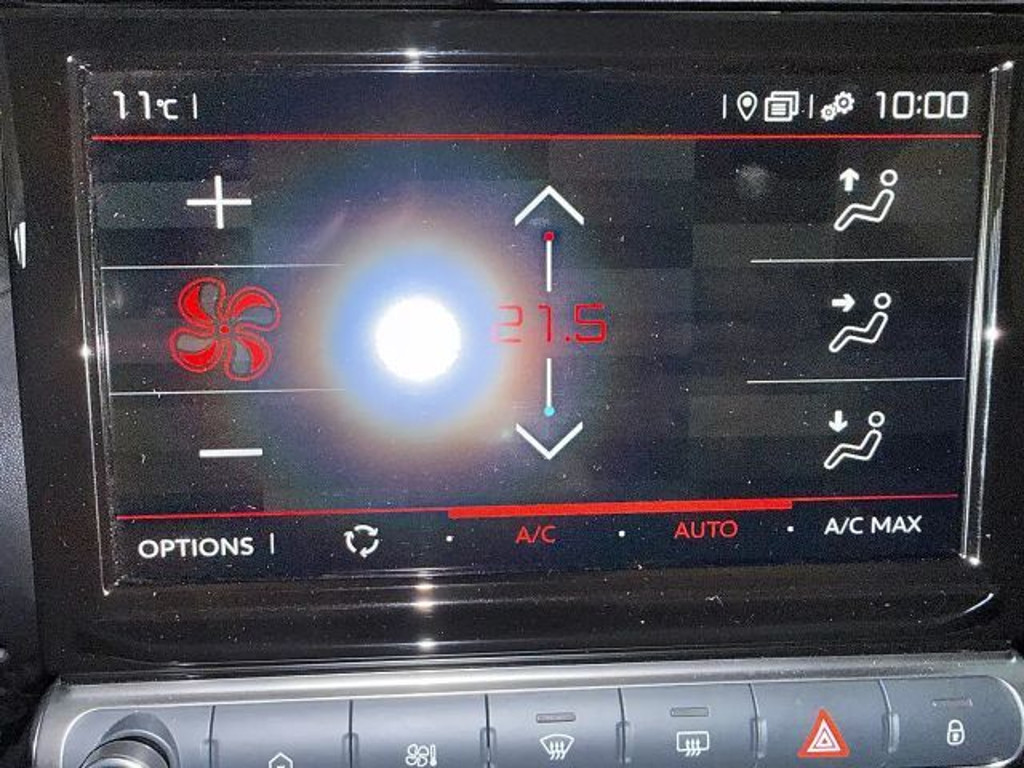 11°C
10:00
21.5
OPTIONS A/C AUTO A/C MAX